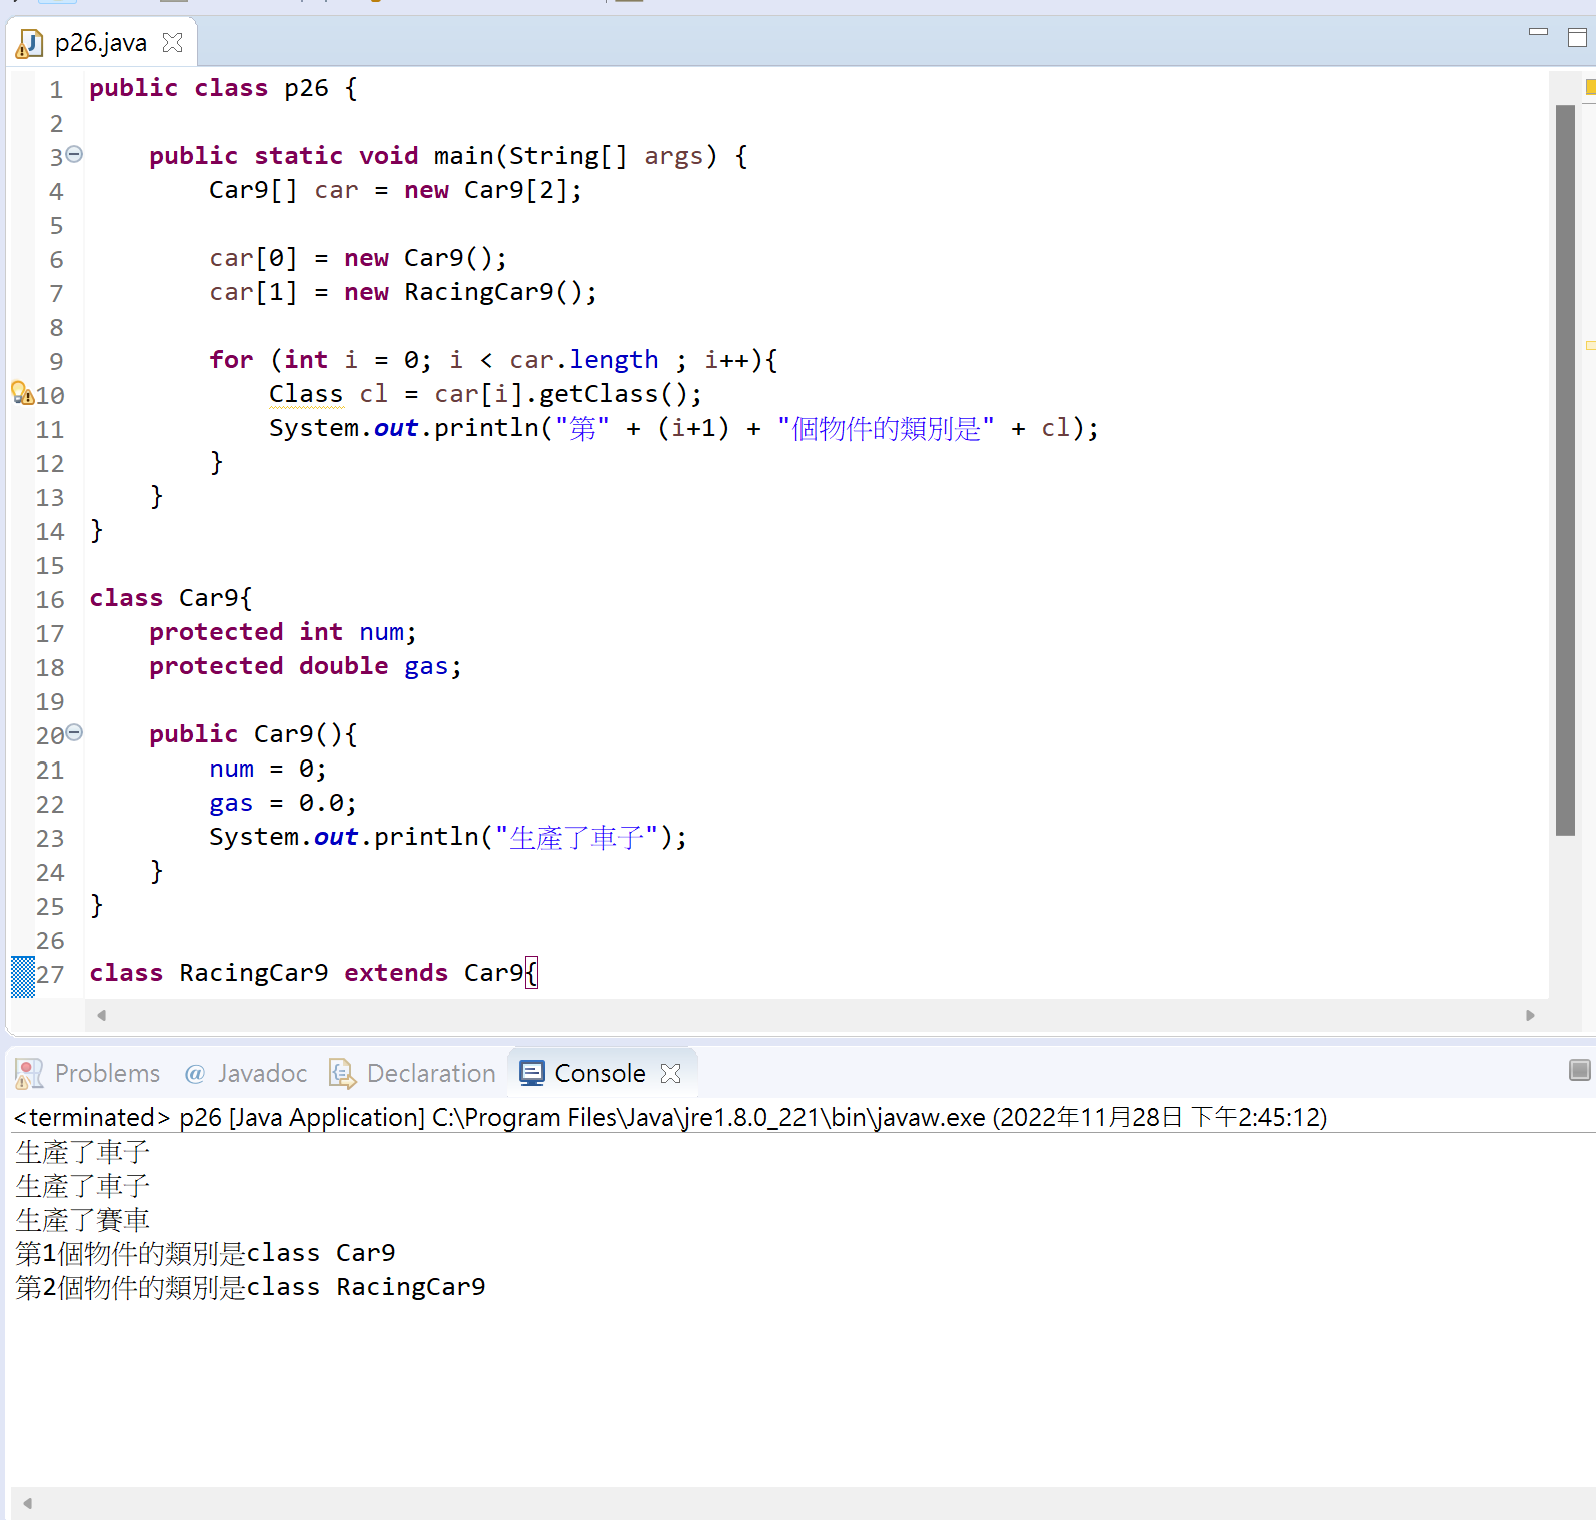 p26.java
1 public class p26 {
2
3     public static void main(String[] args) {
4         Car9[] car = new Car9[2];
5
6         car[0] = new Car9();
7         car[1] = new RacingCar9();
8
9         for (int i = 0; i < car.length ; i++){
10             Class cl = car[i].getClass();
11             System.out.println("第" + (i+1) + "個物件的類別是" + cl);
12         }
13     }
14 }
15
16 class Car9{
17     protected int num;
18     protected double gas;
19
20     public Car9(){
21         num = 0;
22         gas = 0.0;
23         System.out.println("生產了車子");
24     }
25 }
26
27 class RacingCar9 extends Car9{
Problems @ Javadoc Declaration Console
<terminated> p26 [Java Application] C:\Program Files\Java\jre1.8.0_221\bin\javaw.exe (2022年11月28日 下午2:45:12)
生產了車子
生產了車子
生產了賽車
第1個物件的類別是class Car9
第2個物件的類別是class RacingCar9